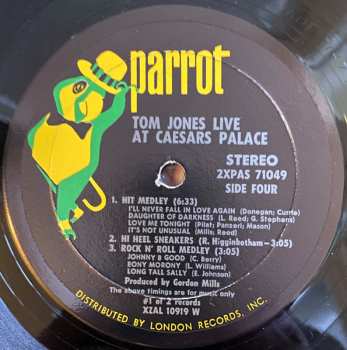 parrot
TOM JONES LIVE
AT CAESARS PALACE
STEREO
2XPAS 71049
SIDE FOUR
1. HIT MEDLEY (6:33)
I'LL NEVER FALL IN LOVE AGAIN (Donegan; Currie)
DAUGHTER OF DARKNESS (L. Reed; G. Stephens)
LOVE ME TONIGHT (Pilat; Panzeri; Mason)
IT'S NOT UNUSUAL (Mills; Reed)
2. HI HEEL SNEAKERS (R. Higginbotham—3:05)
3. ROCK N' ROLL MEDLEY (3:05)
JOHNNY B GOOD (C. Berry)
BONY MORONY (L. Williams)
LONG TALL SALLY (E. Johnson)
Produced by Gordon Mills
The above timings are for music only
#1 of 2 records
XZAL 10919 W
DISTRIBUTED BY LONDON RECORDS, INC.